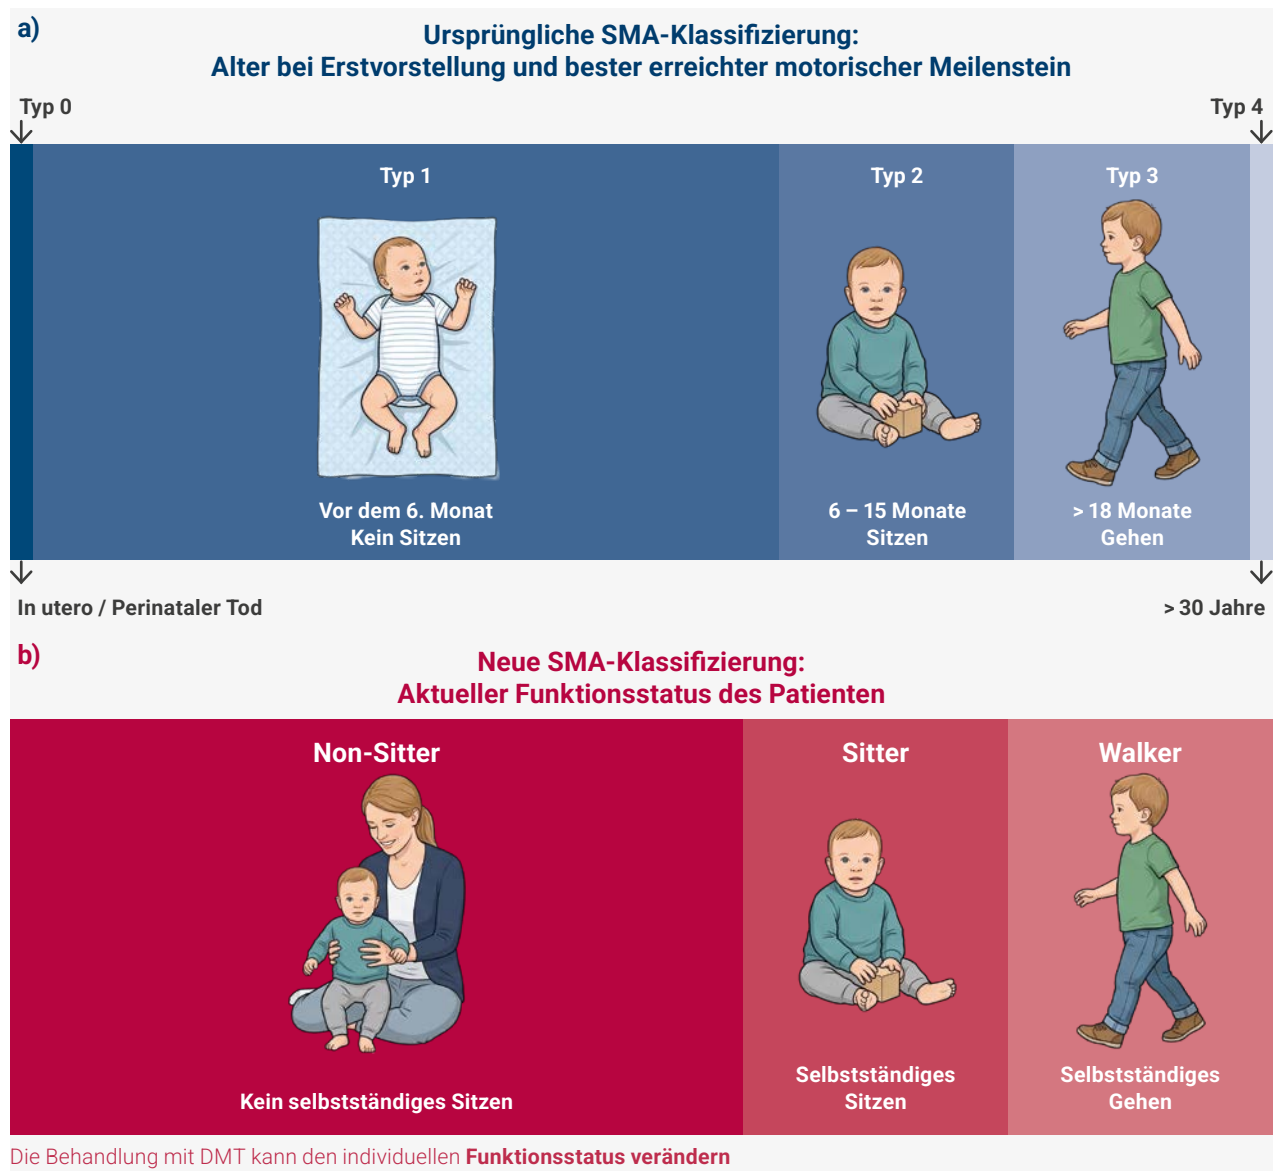 a)
Ursprüngliche SMA-Klassifizierung:
Alter bei Erstvorstellung und bester erreichter motorischer Meilenstein
Typ 0
Typ 4
Typ 1
Typ 2
Typ 3
Vor dem 6. Monat
Kein Sitzen
6 – 15 Monate
Sitzen
> 18 Monate
Gehen
In utero / Perinataler Tod
> 30 Jahre
b)
Neue SMA-Klassifizierung:
Aktueller Funktionsstatus des Patienten
Non-Sitter
Sitter
Walker
Kein selbstständiges Sitzen
Selbstständiges
Sitzen
Selbstständiges
Gehen
Die Behandlung mit DMT kann den individuellen Funktionsstatus verändern